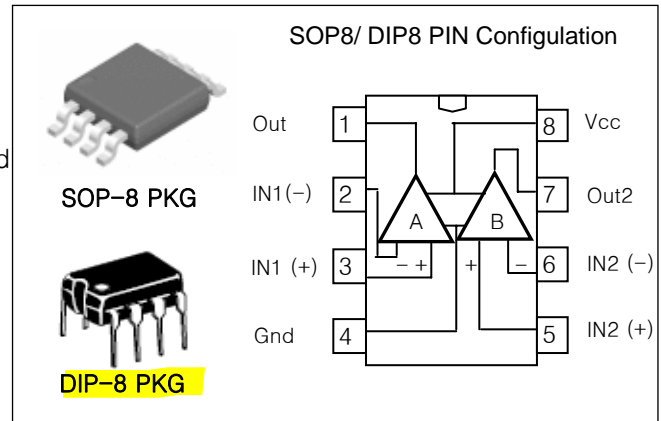 SOP8/ DIP8 PIN Configulation
d
SOP-8 PKG
DIP-8 PKG
Out 1 8 Vcc
IN1(-) 2 7 Out2
A B
IN1 (+) 3 - + + - 6 IN2 (-)
Gnd 4 5 IN2 (+)